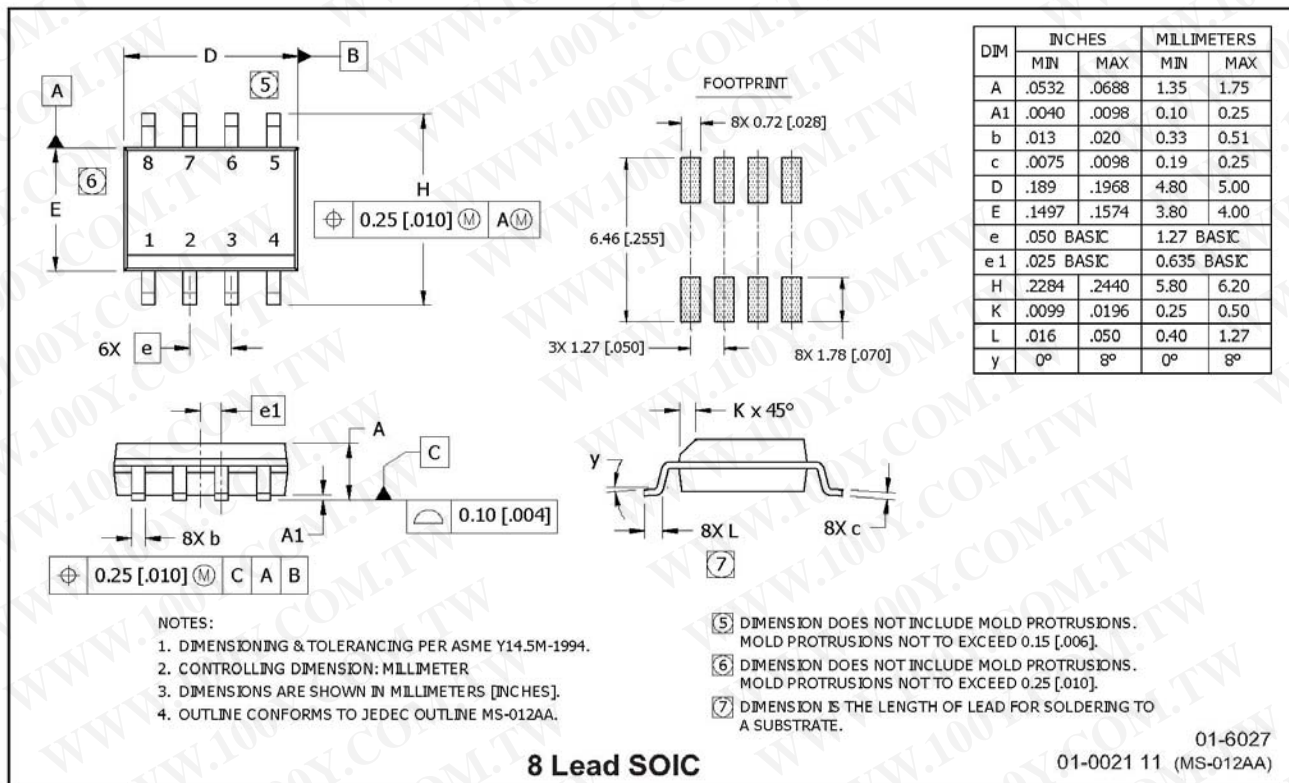 D
B
5
A
8 7 6 5
6
E
H
0.25 [.010] Ⓜ A Ⓜ
1 2 3 4
6X e
FOOTPRINT
8X 0.72 [.028]
6.46 [.255]
3X 1.27 [.050]
8X 1.78 [.070]
DIM INCHES MILLIMETERS
MIN MAX MIN MAX
A .0532 .0688 1.35 1.75
A1 .0040 .0098 0.10 0.25
b .013 .020 0.33 0.51
c .0075 .0098 0.19 0.25
D .189 .1968 4.80 5.00
E .1497 .1574 3.80 4.00
e .050 BASIC 1.27 BASIC
e 1 .025 BASIC 0.635 BASIC
H .2284 .2440 5.80 6.20
K .0099 .0196 0.25 0.50
L .016 .050 0.40 1.27
y 0° 8° 0° 8°
e1
A
C
0.10 [.004]
8X b
A1
0.25 [.010] Ⓜ C A B
K x 45°
y
8X L
8X c
7
NOTES:
1. DIMENSIONING & TOLERANCING PER ASME Y14.5M-1994.
2. CONTROLLING DIMENSION: MILLIMETER
3. DIMENSIONS ARE SHOWN IN MILLIMETERS [INCHES].
4. OUTLINE CONFORMS TO JEDEC OUTLINE MS-012AA.
5 DIMENSION DOES NOT INCLUDE MOLD PROTRUSIONS.
MOLD PROTRUSIONS NOT TO EXCEED 0.15 [.006].
6 DIMENSION DOES NOT INCLUDE MOLD PROTRUSIONS.
MOLD PROTRUSIONS NOT TO EXCEED 0.25 [.010].
7 DIMENSION IS THE LENGTH OF LEAD FOR SOLDERING TO
A SUBSTRATE.
8 Lead SOIC
01-6027
01-0021 11 (MS-012AA)
WWW.100Y.COM.TW